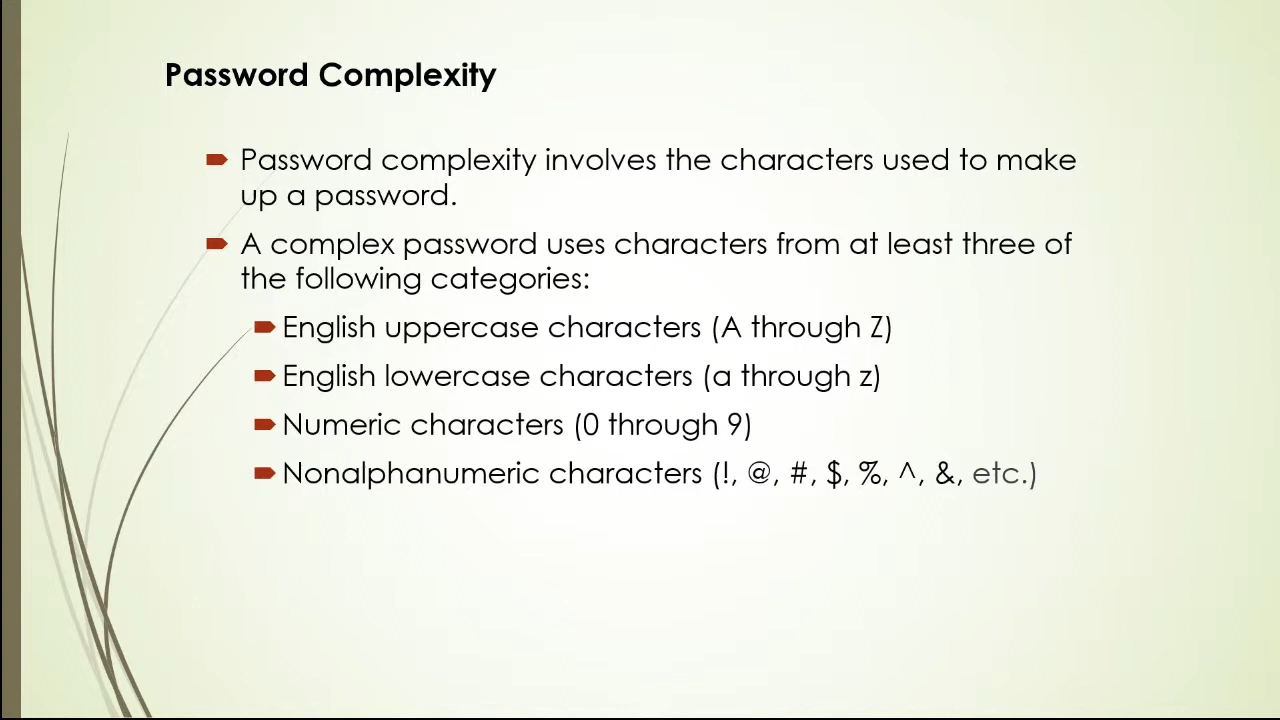 Password Complexity
Password complexity involves the characters used to make
up a password.
A complex password uses characters from at least three of
the following categories:
English uppercase characters (A through Z)
English lowercase characters (a through z)
Numeric characters (0 through 9)
Nonalphanumeric characters (!, @, #, $, %, ^, &, etc.)